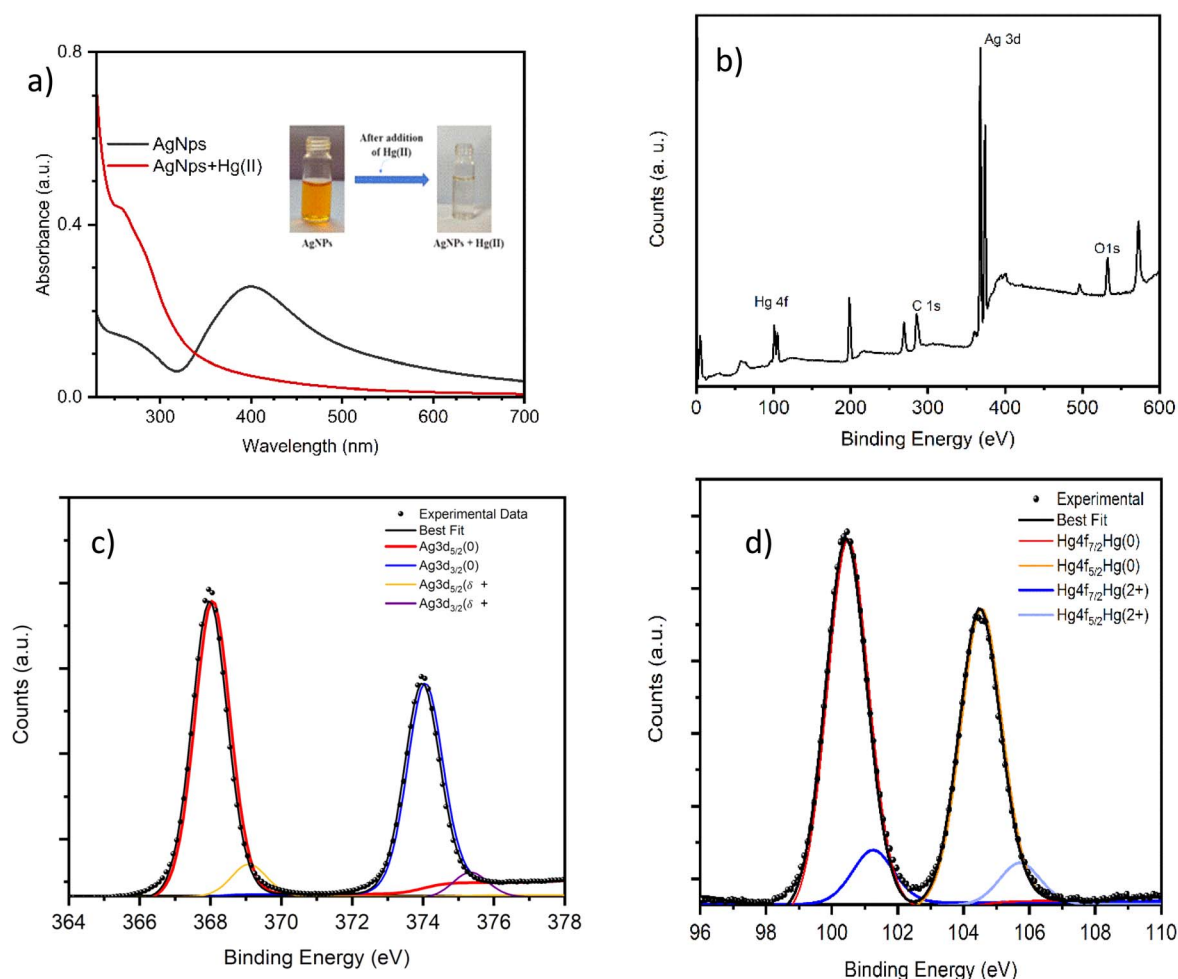 a)
0.8
0.4
0.0
Absorbance (a.u.)
AgNps
AgNps+Hg(II)
After addition
of Hg(II)
AgNPs
AgNPs + Hg(II)
300
400
500
600
700
Wavelength (nm)
b)
Counts (a. u.)
Ag 3d
Hg 4f
C 1s
O1s
0
100
200
300
400
500
600
Binding Energy (eV)
c)
Counts (a.u.)
Experimental Data
Best Fit
Ag3d5/2(0)
Ag3d3/2(0)
Ag3d5/2(δ +
Ag3d3/2(δ +
364
366
368
370
372
374
376
378
Binding Energy (eV)
d)
Counts (a.u.)
Experimental
Best Fit
Hg4f7/2Hg(0)
Hg4f5/2Hg(0)
Hg4f7/2Hg(2+)
Hg4f5/2Hg(2+)
96
98
100
102
104
106
108
110
Binding Energy (eV)